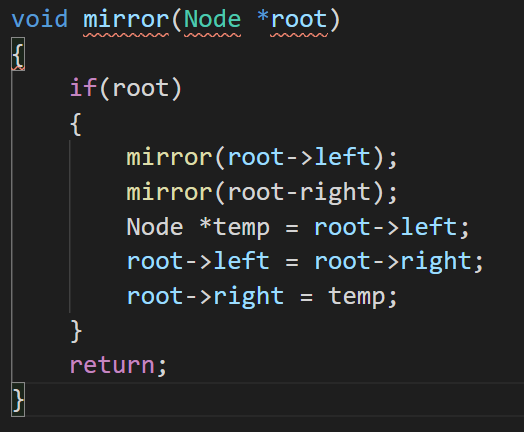 void mirror(Node *root)
{
    if(root)
    {
        mirror(root->left);
        mirror(root-right);
        Node *temp = root->left;
        root->left = root->right;
        root->right = temp;
    }
    return;
}